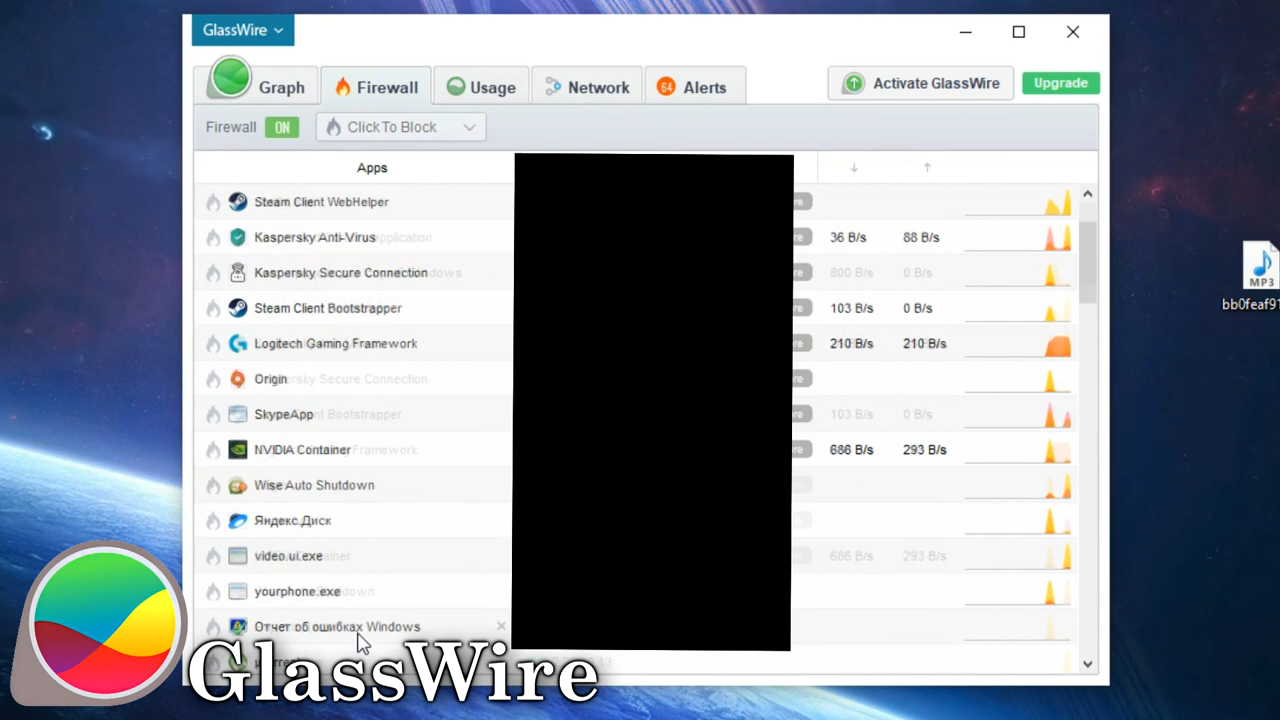 GlassWire
Graph
Firewall
Usage
Network
64 Alerts
Activate GlassWire
Upgrade
Firewall ON Click To Block
Apps ↓ ↑
Steam Client WebHelper
Kaspersky Anti-Virus application 36 B/s 88 B/s
Kaspersky Secure Connection 800 B/s 0 B/s
Steam Client Bootstrapper 103 B/s 0 B/s
Logitech Gaming Framework 210 B/s 210 B/s
Origin
SkypeApp 103 B/s 0 B/s
NVIDIA Container 686 B/s 293 B/s
Wise Auto Shutdown
Яндекс.Диск
video.ui.exe 686 B/s 293 B/s
yourphone.exe
Отчет об ошибках Windows
MP3
bb0feaf91
GlassWire